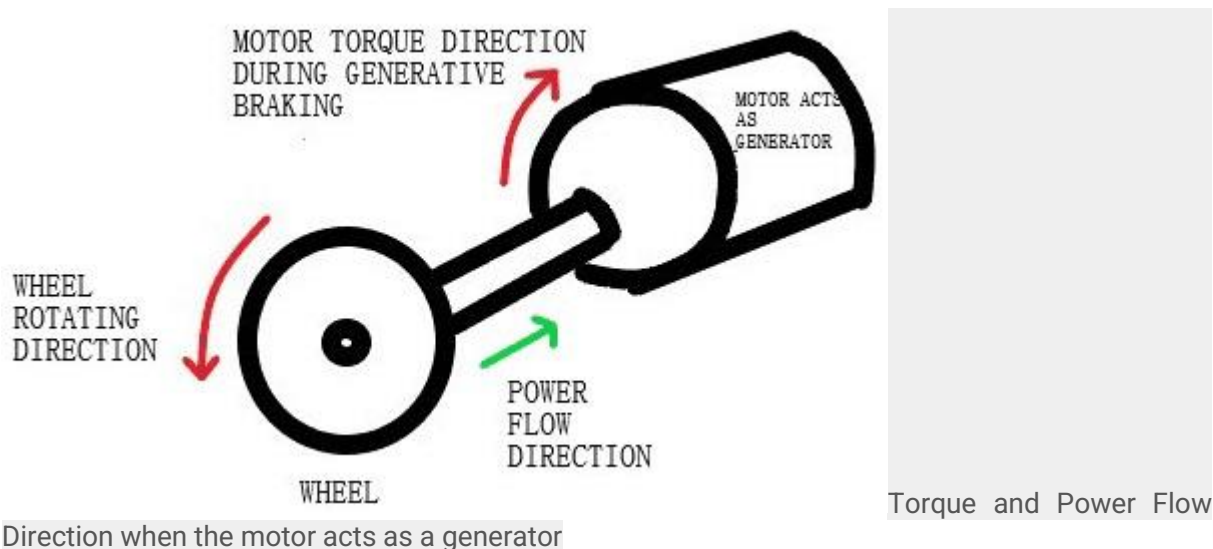 MOTOR TORQUE DIRECTION
DURING GENERATIVE
BRAKING
MOTOR ACTS
AS
GENERATOR
WHEEL
ROTATING
DIRECTION
POWER
FLOW
DIRECTION
WHEEL
Torque and Power Flow
Direction when the motor acts as a generator